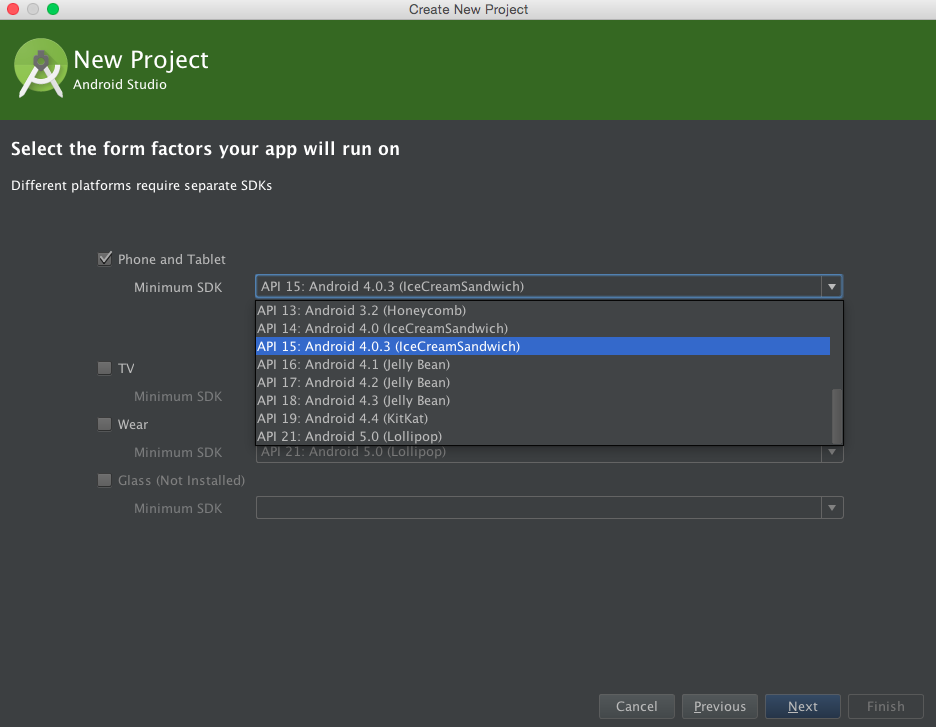 Create New Project
New Project
Android Studio
Select the form factors your app will run on
Different platforms require separate SDKs
Phone and Tablet
Minimum SDK
API 15: Android 4.0.3 (IceCreamSandwich)
API 13: Android 3.2 (Honeycomb)
API 14: Android 4.0 (IceCreamSandwich)
API 15: Android 4.0.3 (IceCreamSandwich)
API 16: Android 4.1 (Jelly Bean)
API 17: Android 4.2 (Jelly Bean)
API 18: Android 4.3 (Jelly Bean)
API 19: Android 4.4 (KitKat)
API 21: Android 5.0 (Lollipop)
TV
Minimum SDK
Wear
Minimum SDK
API 21: Android 5.0 (Lollipop)
Glass (Not Installed)
Minimum SDK
Cancel
Previous
Next
Finish